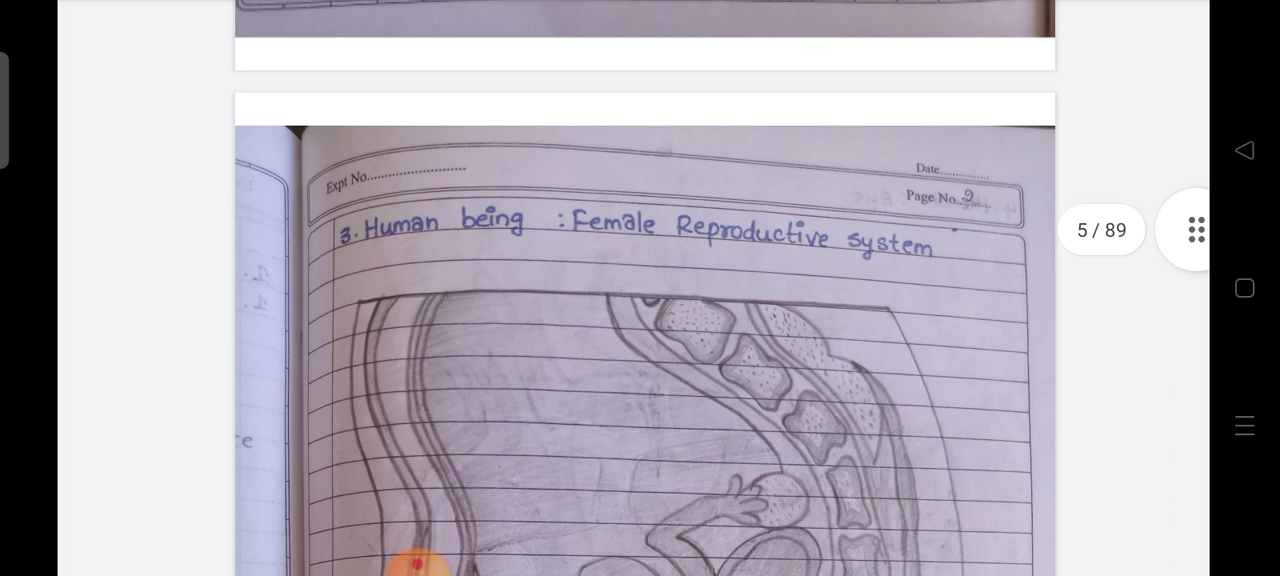 Expt No..........................
Date...............
Page No..2.....
3. Human being : Female Reproductive system
5 / 89